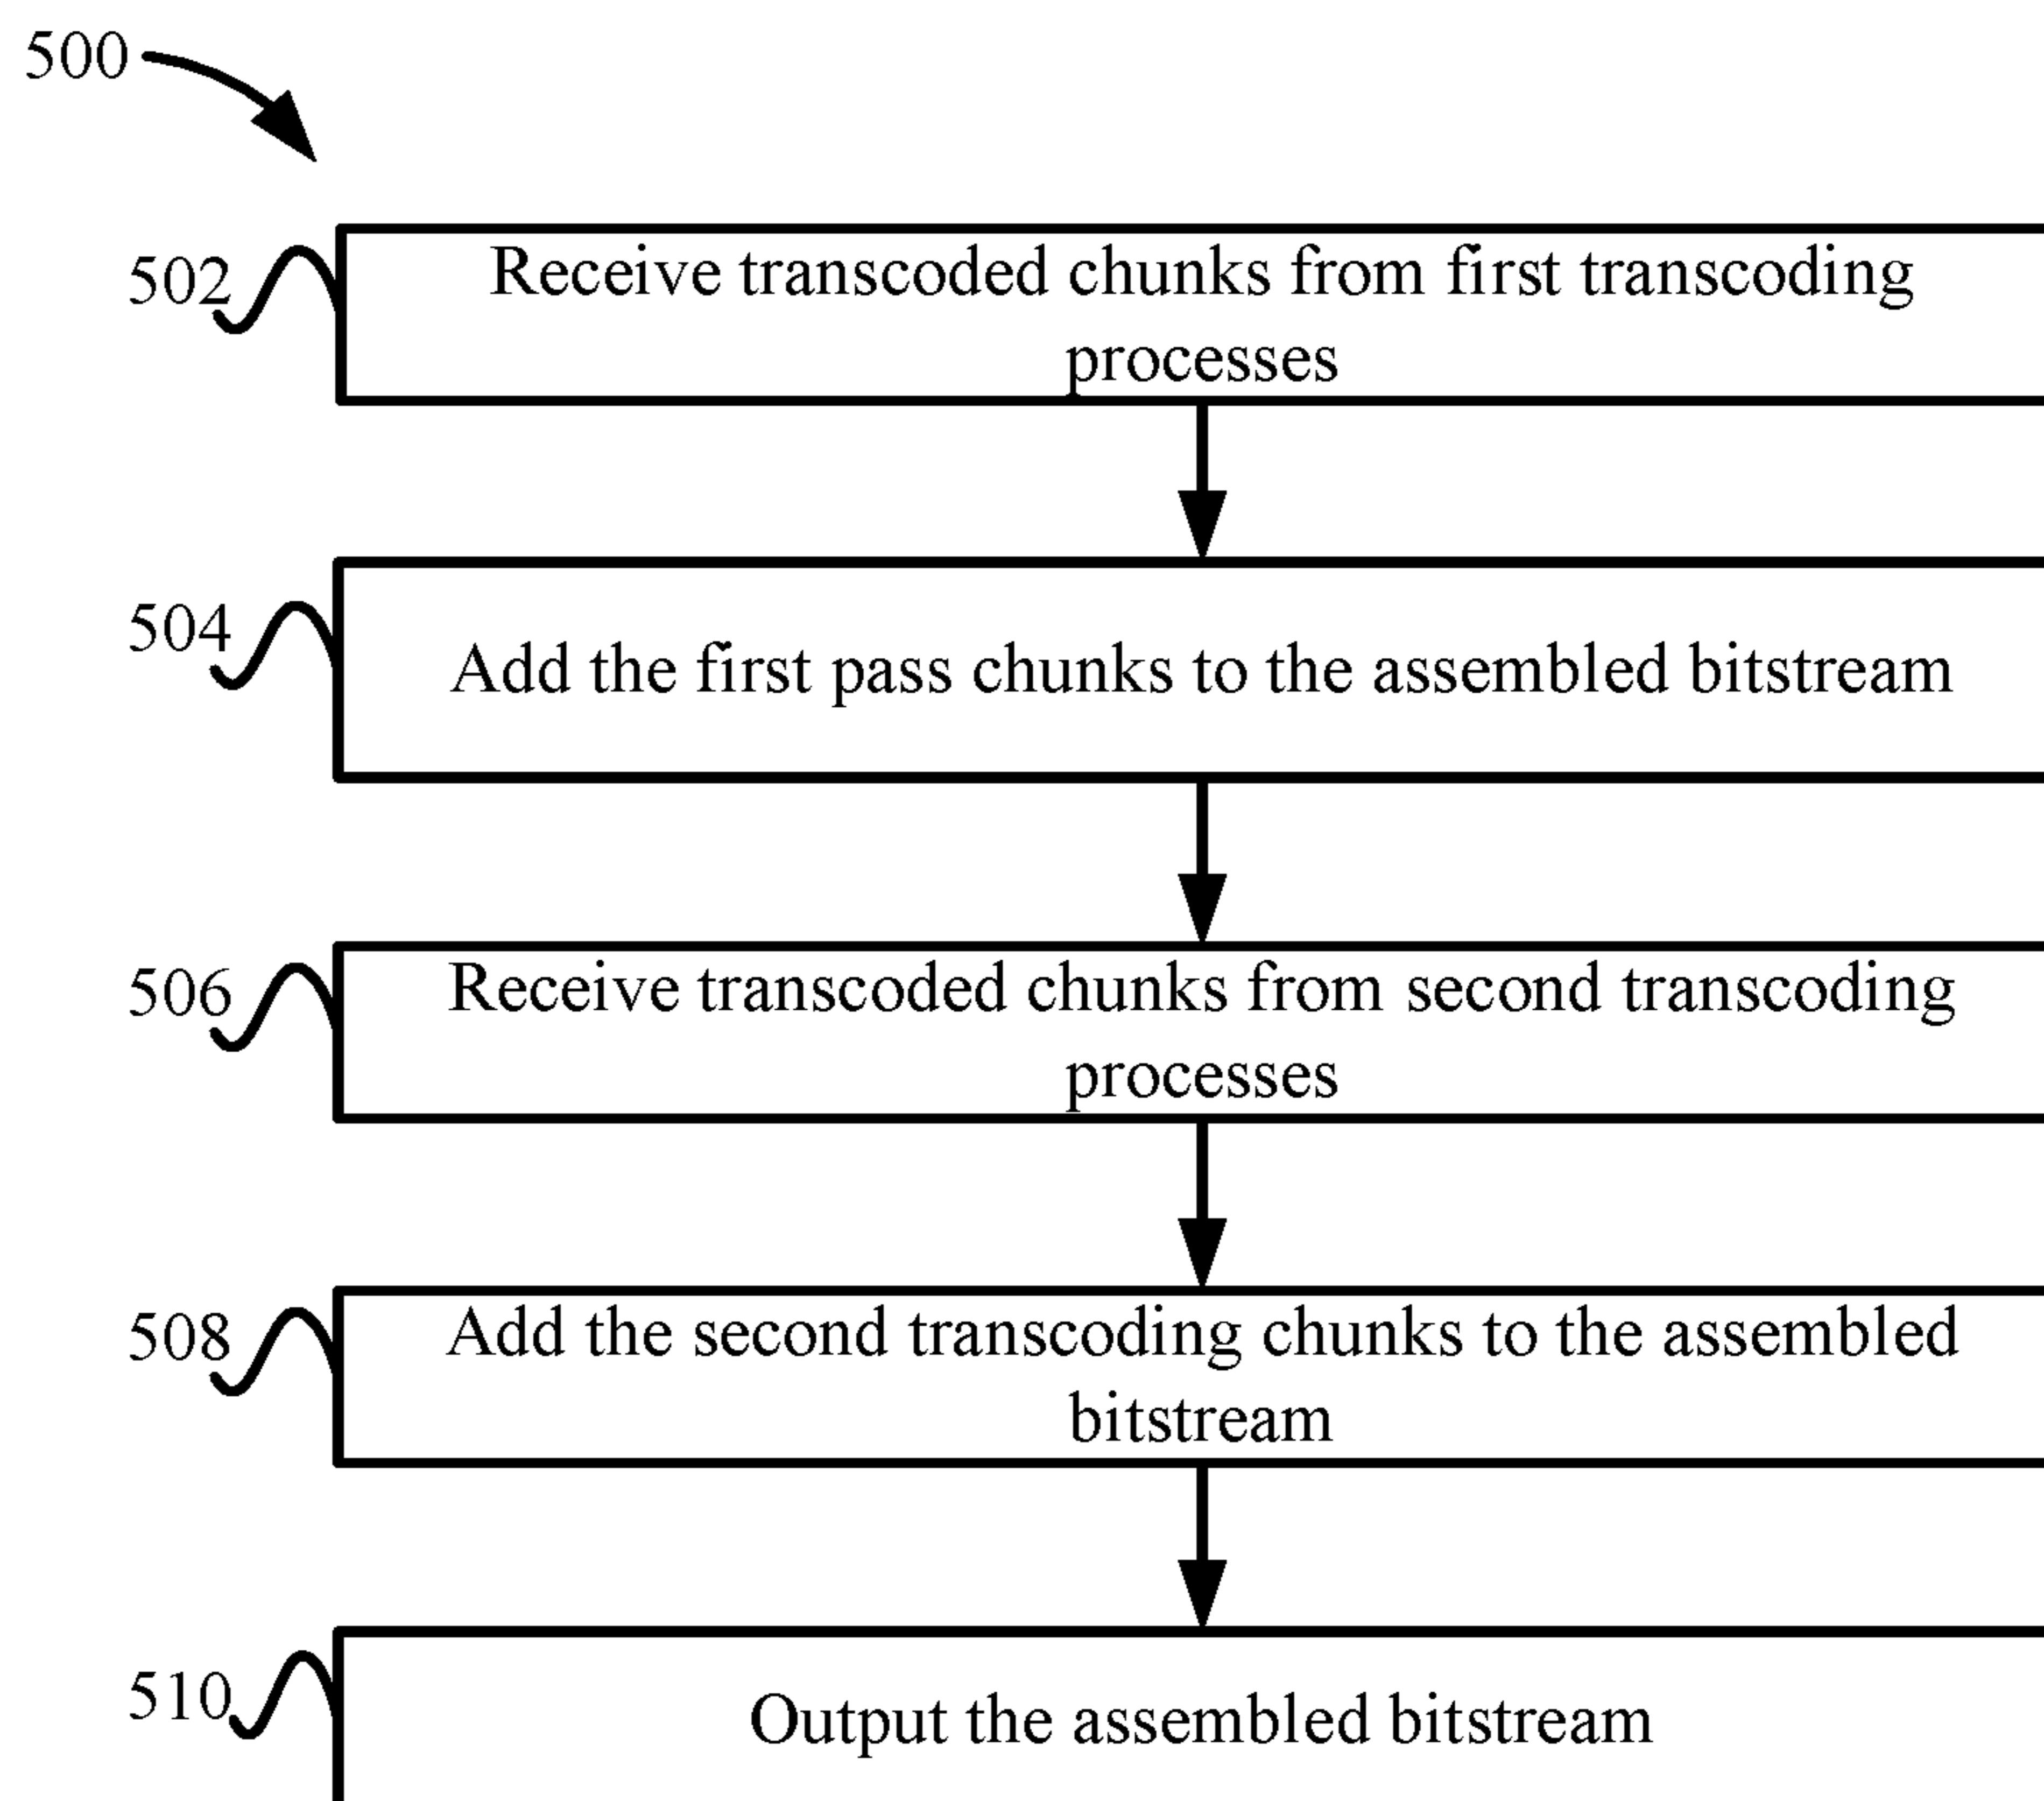 500
502
Receive transcoded chunks from first transcoding
processes
504
Add the first pass chunks to the assembled bitstream
506
Receive transcoded chunks from second transcoding
processes
508
Add the second transcoding chunks to the assembled
bitstream
510
Output the assembled bitstream